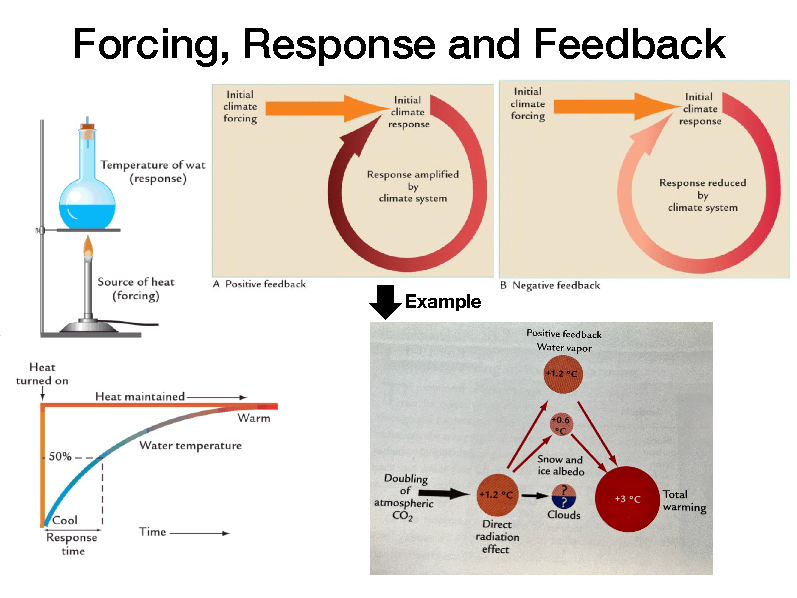 Forcing, Response and Feedback
Temperature of wat
(response)
Source of heat
(forcing)
Initial
climate
forcing
Initial
climate
response
Response amplified
by
climate system
A Positive feedback
Initial
climate
forcing
Initial
climate
response
Response reduced
by
climate system
B Negative feedback
Example
Heat
turned on
Heat maintained
Warm
Water temperature
50%
Cool
Response
time
Time
Positive feedback
Water vapor
+1.2 °C
+0.6
°C
Snow and
ice albedo
Doubling
of
atmospheric
CO2
+1.2 °C
Direct
radiation
effect
?
?
Clouds
+3 °C
Total
warming